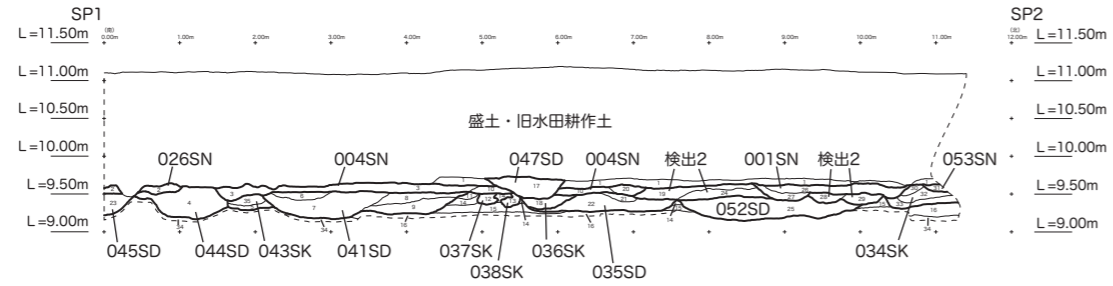 SP1
SP2
L=11.50m
(南)
0.00m 1.00m 2.00m 3.00m 4.00m 5.00m 6.00m 7.00m 8.00m 9.00m 10.00m 11.00m 12.00m
(北)
L=11.50m
L=11.00m
L=11.00m
L=10.50m
盛土・旧水田耕作土
L=10.50m
L=10.00m
L=10.00m
026SN 004SN 047SD 004SN 検出2 001SN 検出2 053SN
L=9.50m
L=9.50m
052SD
L=9.00m
L=9.00m
045SD 044SD 043SK 041SD 037SK 036SK 034SK
038SK 035SD